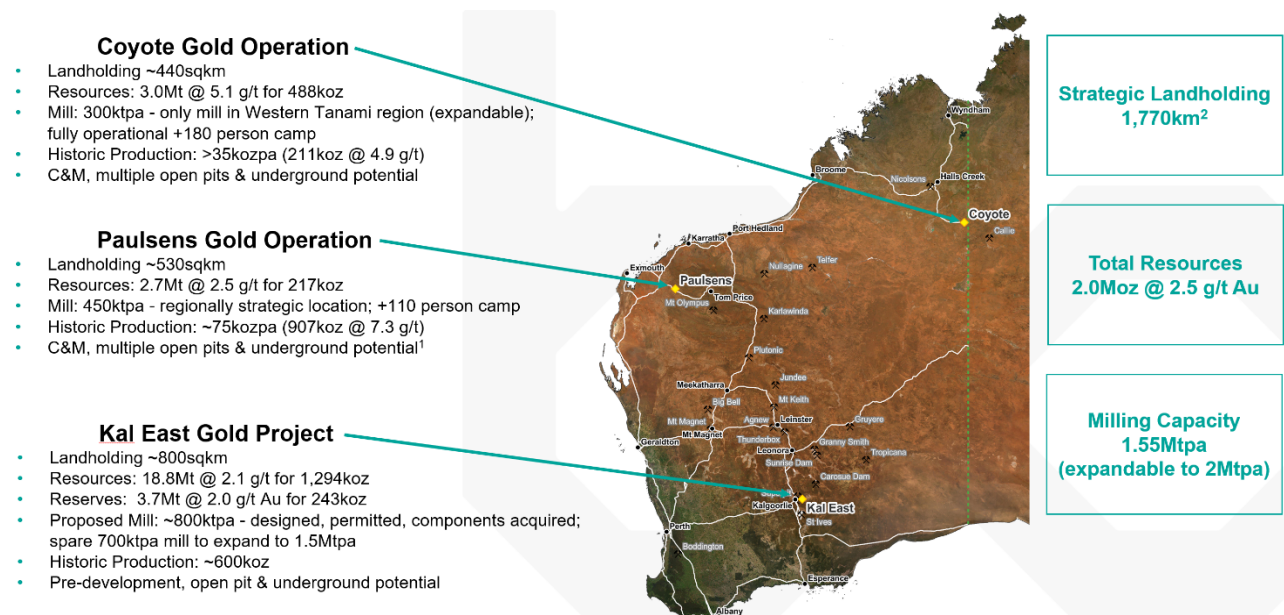 Coyote Gold Operation
• Landholding ~440sqkm
• Resources: 3.0Mt @ 5.1 g/t for 488koz
• Mill: 300ktpa - only mill in Western Tanami region (expandable);
fully operational +180 person camp
• Historic Production: >35kozpa (211koz @ 4.9 g/t)
• C&M, multiple open pits & underground potential
Paulsens Gold Operation
• Landholding ~530sqkm
• Resources: 2.7Mt @ 2.5 g/t for 217koz
• Mill: 450ktpa - regionally strategic location; +110 person camp
• Historic Production: ~75kozpa (907koz @ 7.3 g/t)
• C&M, multiple open pits & underground potential¹
Kal East Gold Project
• Landholding ~800sqkm
• Resources: 18.8Mt @ 2.1 g/t for 1,294koz
• Reserves: 3.7Mt @ 2.0 g/t Au for 243koz
• Proposed Mill: ~800ktpa - designed, permitted, components acquired;
spare 700ktpa mill to expand to 1.5Mtpa
• Historic Production: ~600koz
• Pre-development, open pit & underground potential
Wyndham
Broome
Nicolsons
Halls Creek
Coyote
Callie
Port Hedland
Karratha
Exmouth
Nullagine
Telfer
Paulsens
Tom Price
Mt Olympus
Karlawinda
Plutonic
Meekatharra
Jundee
Big Bell
Mt Keith
Mt Magnet
Mt Magnet
Agnew
Leinster
Gruyere
Geraldton
Thunderbox
Leonora
Granny Smith
Sunrise Dam
Tropicana
Carosue Dam
Kalgoorlie
Kal East
St Ives
Perth
Boddington
Esperance
Albany
Strategic Landholding
1,770km²
Total Resources
2.0Moz @ 2.5 g/t Au
Milling Capacity
1.55Mtpa
(expandable to 2Mtpa)